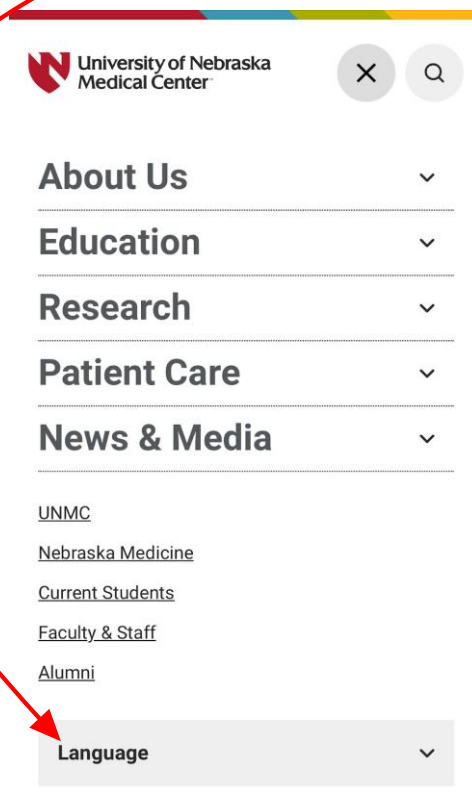 University of Nebraska
Medical Center
About Us
Education
Research
Patient Care
News & Media
UNMC
Nebraska Medicine
Current Students
Faculty & Staff
Alumni
Language